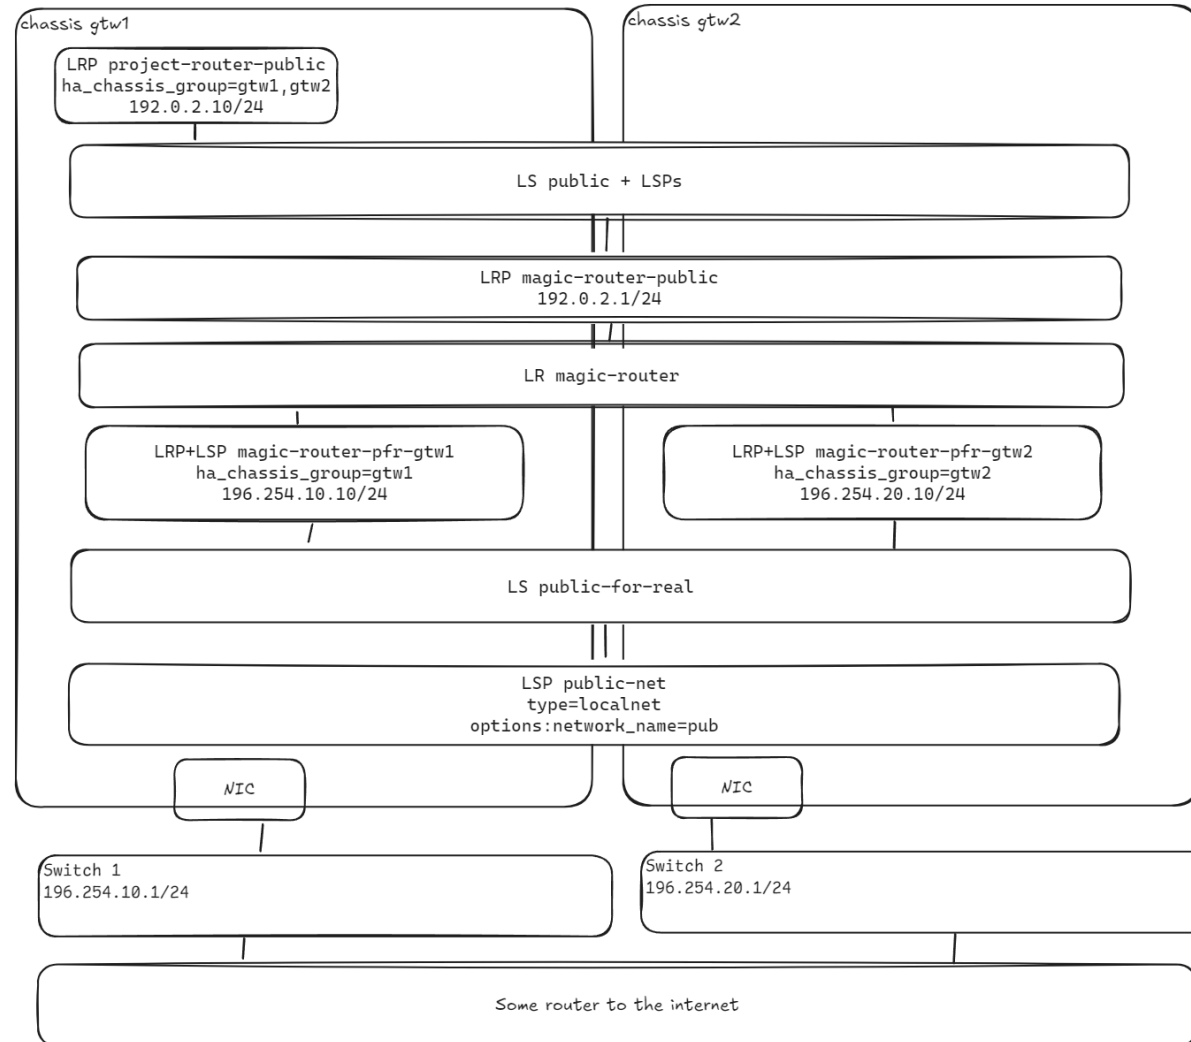 chassis gtw1
chassis gtw2
LRP project-router-public
ha_chassis_group=gtw1,gtw2
192.0.2.10/24
LS public + LSPs
LRP magic-router-public
192.0.2.1/24
LR magic-router
LRP+LSP magic-router-pfr-gtw1
ha_chassis_group=gtw1
196.254.10.10/24
LRP+LSP magic-router-pfr-gtw2
ha_chassis_group=gtw2
196.254.20.10/24
LS public-for-real
LSP public-net
type=localnet
options:network_name=pub
NIC
NIC
Switch 1
196.254.10.1/24
Switch 2
196.254.20.1/24
Some router to the internet